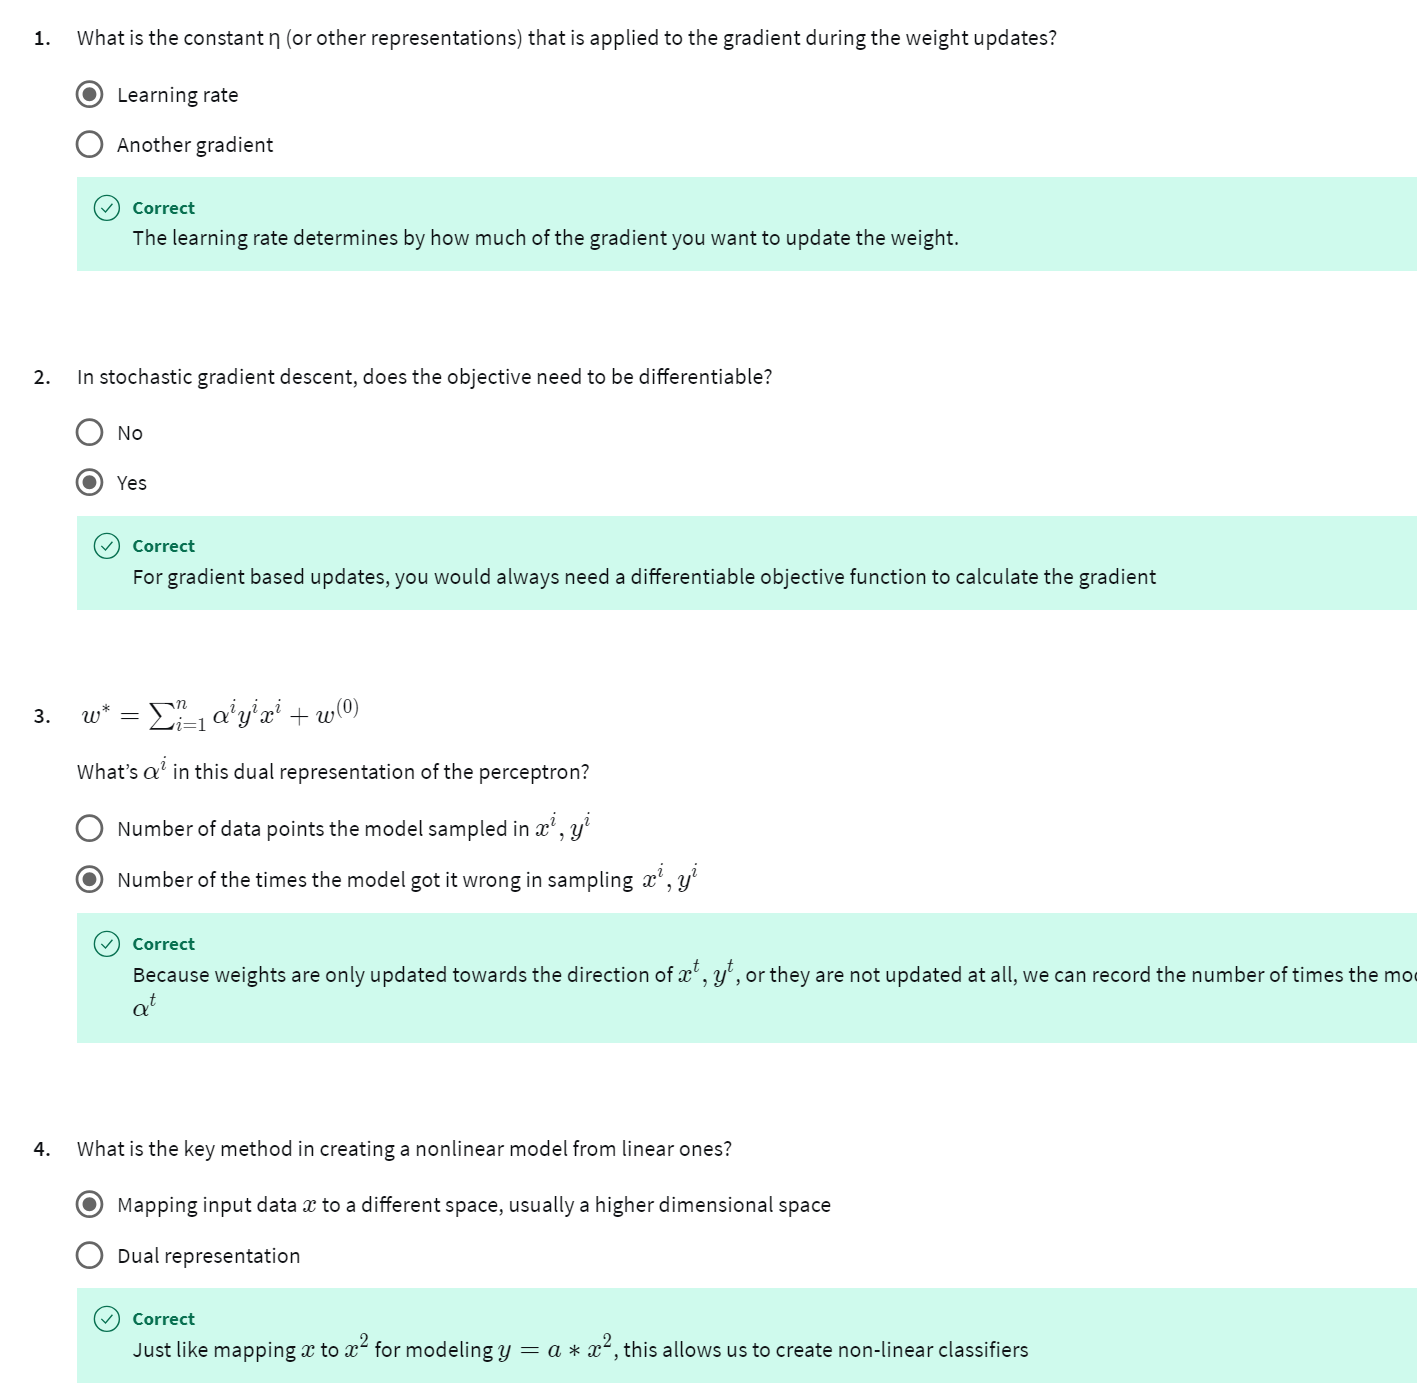 1. What is the constant η (or other representations) that is applied to the gradient during the weight updates?
Learning rate
Another gradient
Correct
The learning rate determines by how much of the gradient you want to update the weight.
2. In stochastic gradient descent, does the objective need to be differentiable?
No
Yes
Correct
For gradient based updates, you would always need a differentiable objective function to calculate the gradient
3. $w^* = \sum_{i=1}^{n} \alpha^i y^i x^i + w^{(0)}$
What's $\alpha^i$ in this dual representation of the perceptron?
Number of data points the model sampled in $x^i, y^i$
Number of the times the model got it wrong in sampling $x^i, y^i$
Correct
Because weights are only updated towards the direction of $x^t, y^t$, or they are not updated at all, we can record the number of times the
$\alpha^t$
4. What is the key method in creating a nonlinear model from linear ones?
Mapping input data $x$ to a different space, usually a higher dimensional space
Dual representation
Correct
Just like mapping $x$ to $x^2$ for modeling $y = a * x^2$, this allows us to create non-linear classifiers